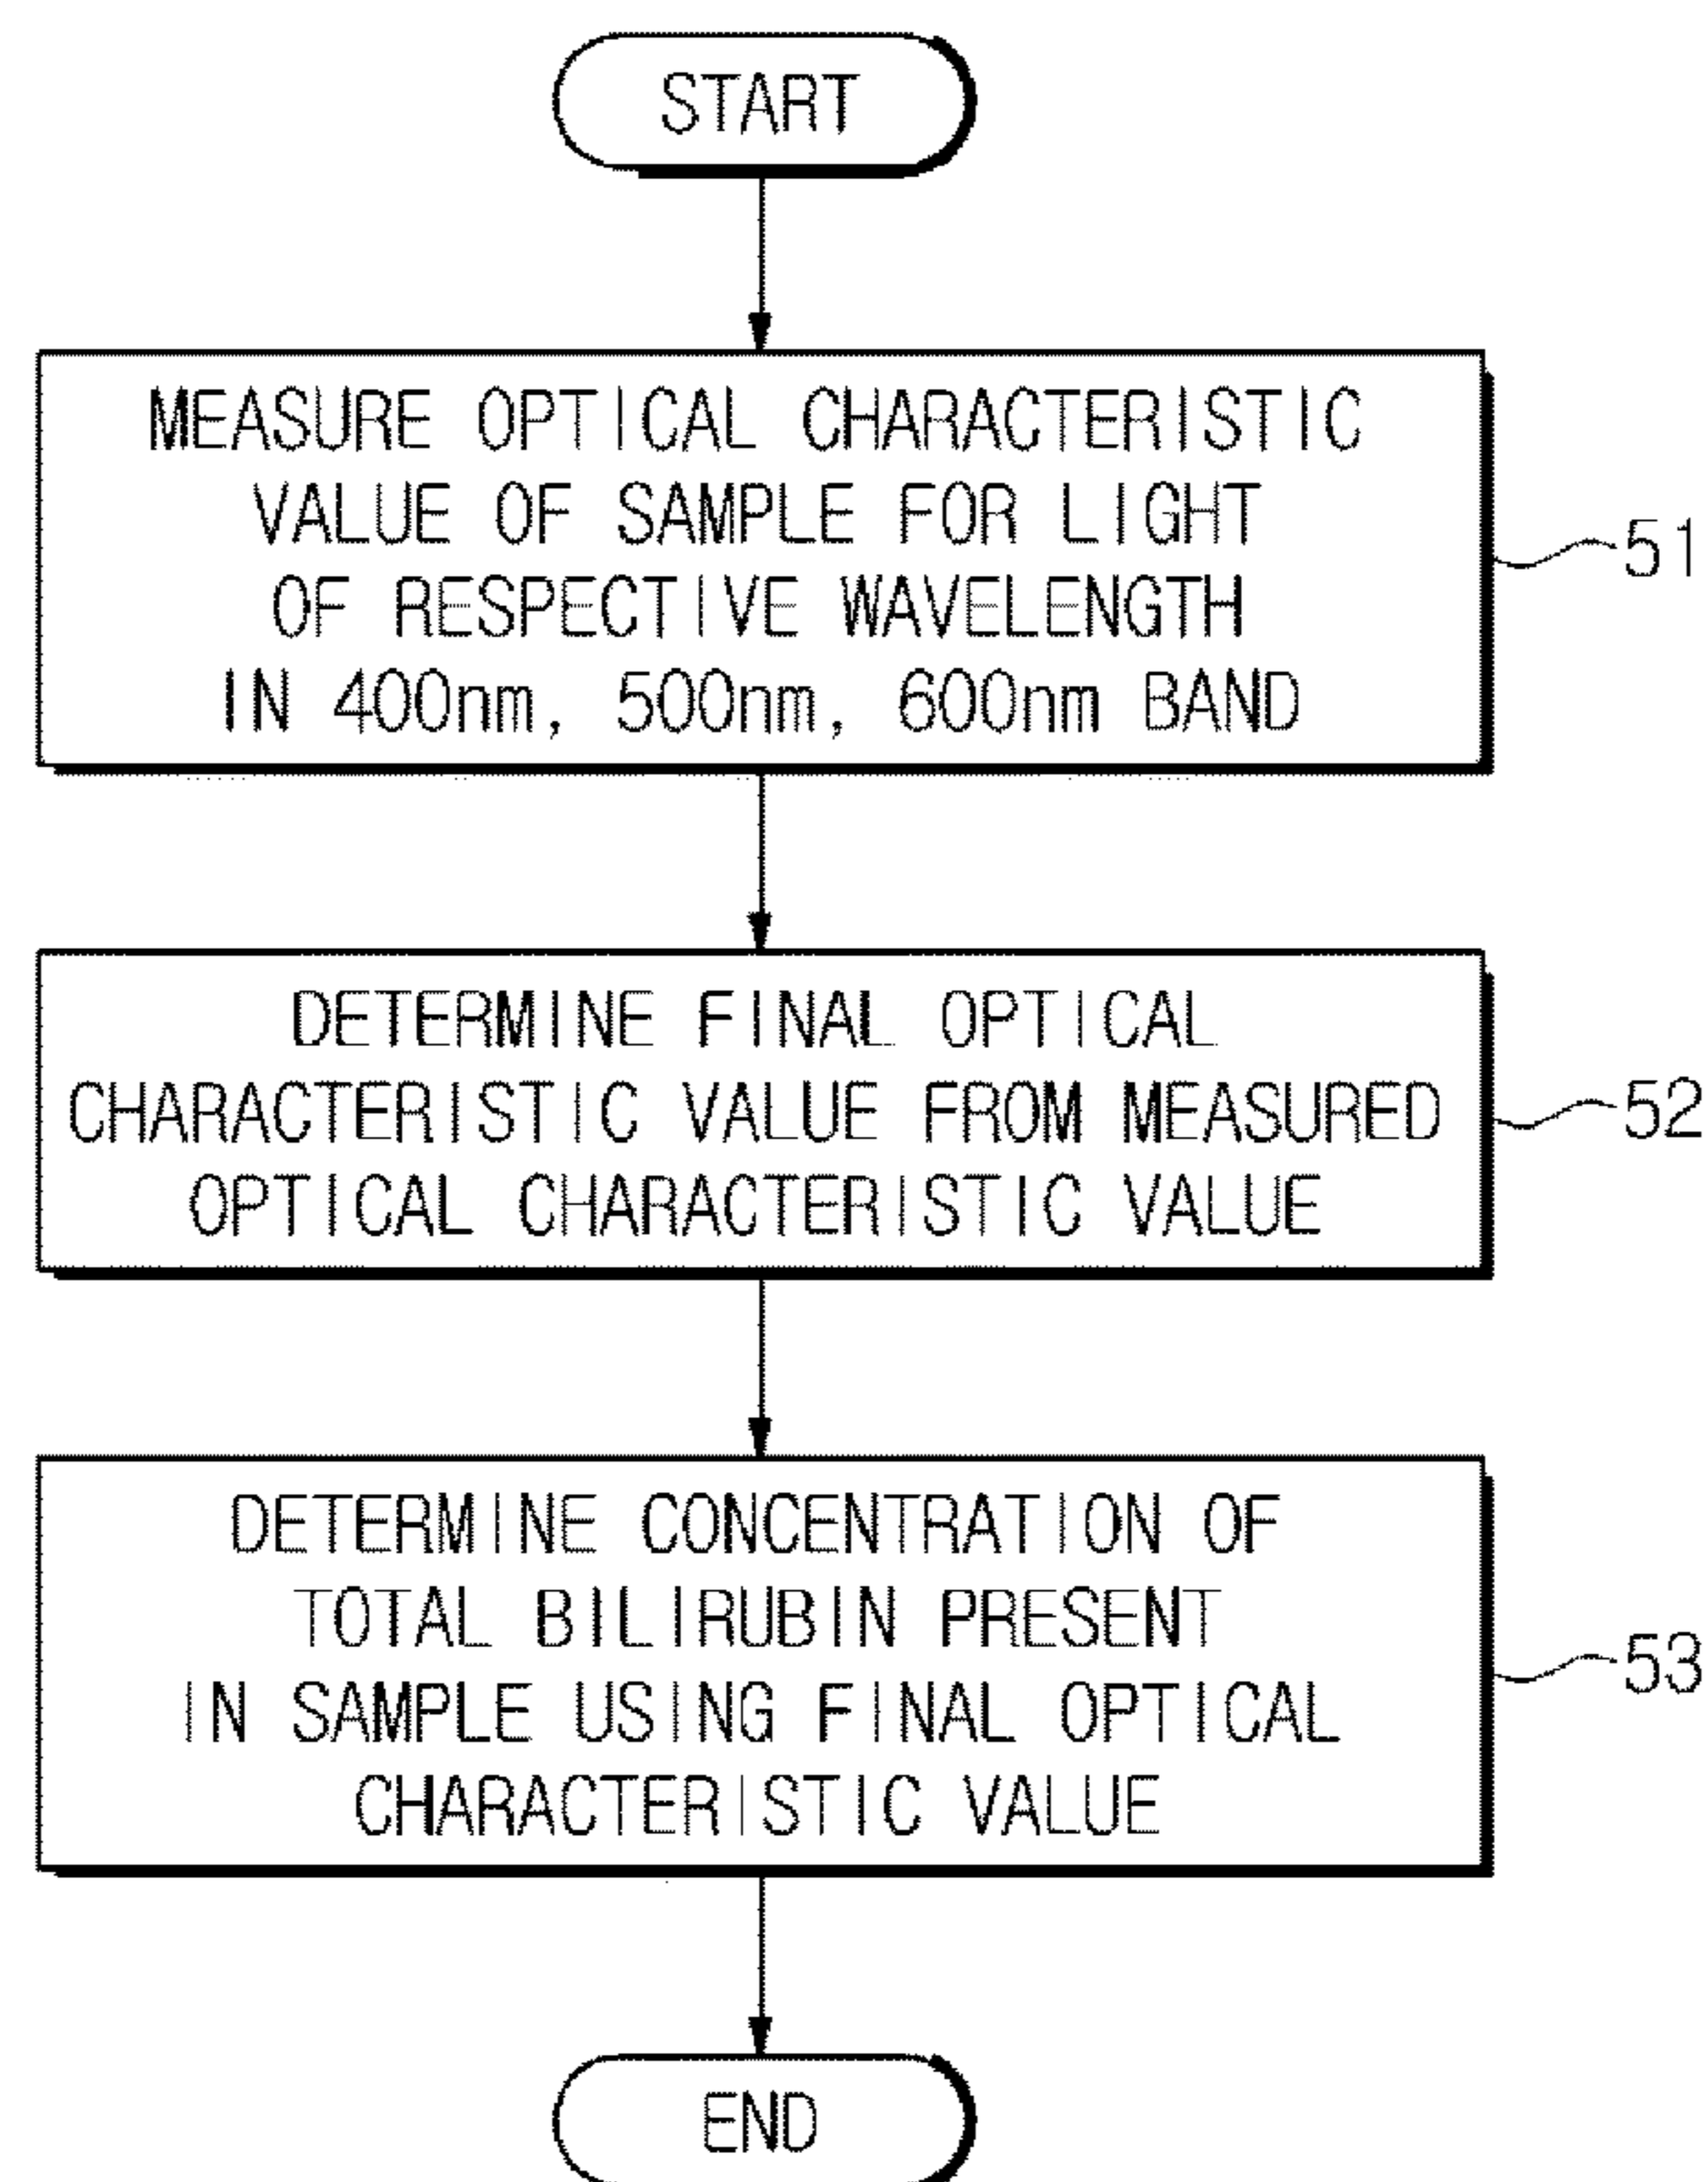 START
MEASURE OPTICAL CHARACTERISTIC
VALUE OF SAMPLE FOR LIGHT
OF RESPECTIVE WAVELENGTH
IN 400nm, 500nm, 600nm BAND
51
DETERMINE FINAL OPTICAL
CHARACTERISTIC VALUE FROM MEASURED
OPTICAL CHARACTERISTIC VALUE
52
DETERMINE CONCENTRATION OF
TOTAL BILIRUBIN PRESENT
IN SAMPLE USING FINAL OPTICAL
CHARACTERISTIC VALUE
53
END